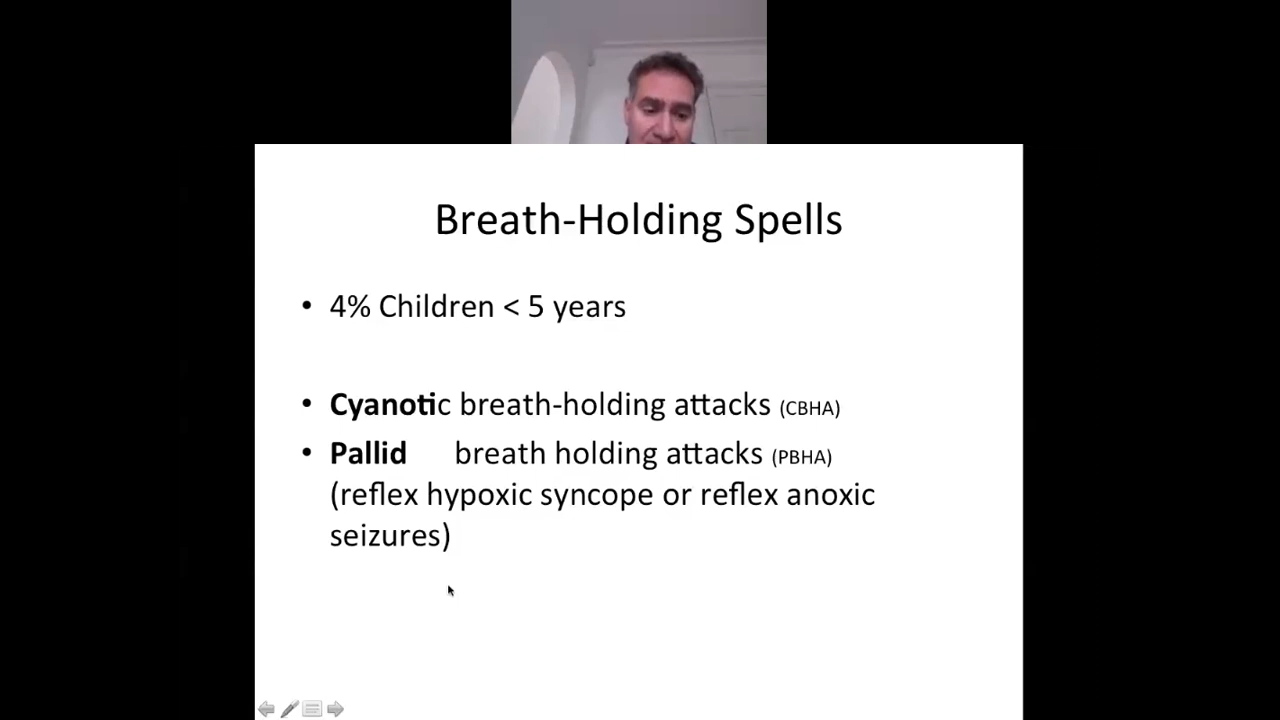 Breath-Holding Spells
• 4% Children < 5 years
• Cyanotic breath-holding attacks (CBHA)
• Pallid breath holding attacks (PBHA)
(reflex hypoxic syncope or reflex anoxic
seizures)